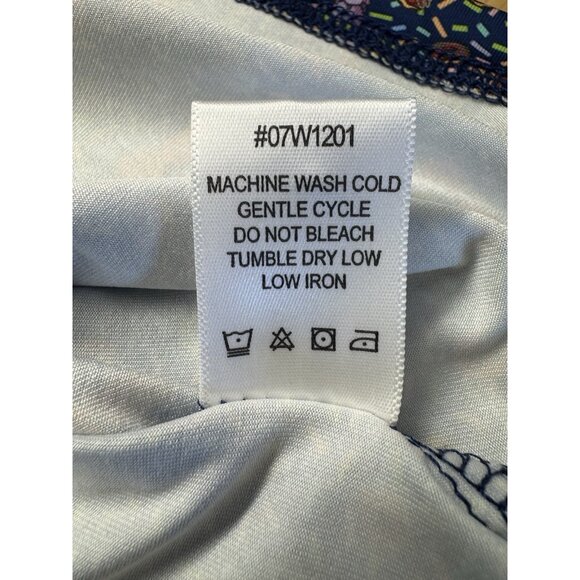 #07W1201
MACHINE WASH COLD
GENTLE CYCLE
DO NOT BLEACH
TUMBLE DRY LOW
LOW IRON